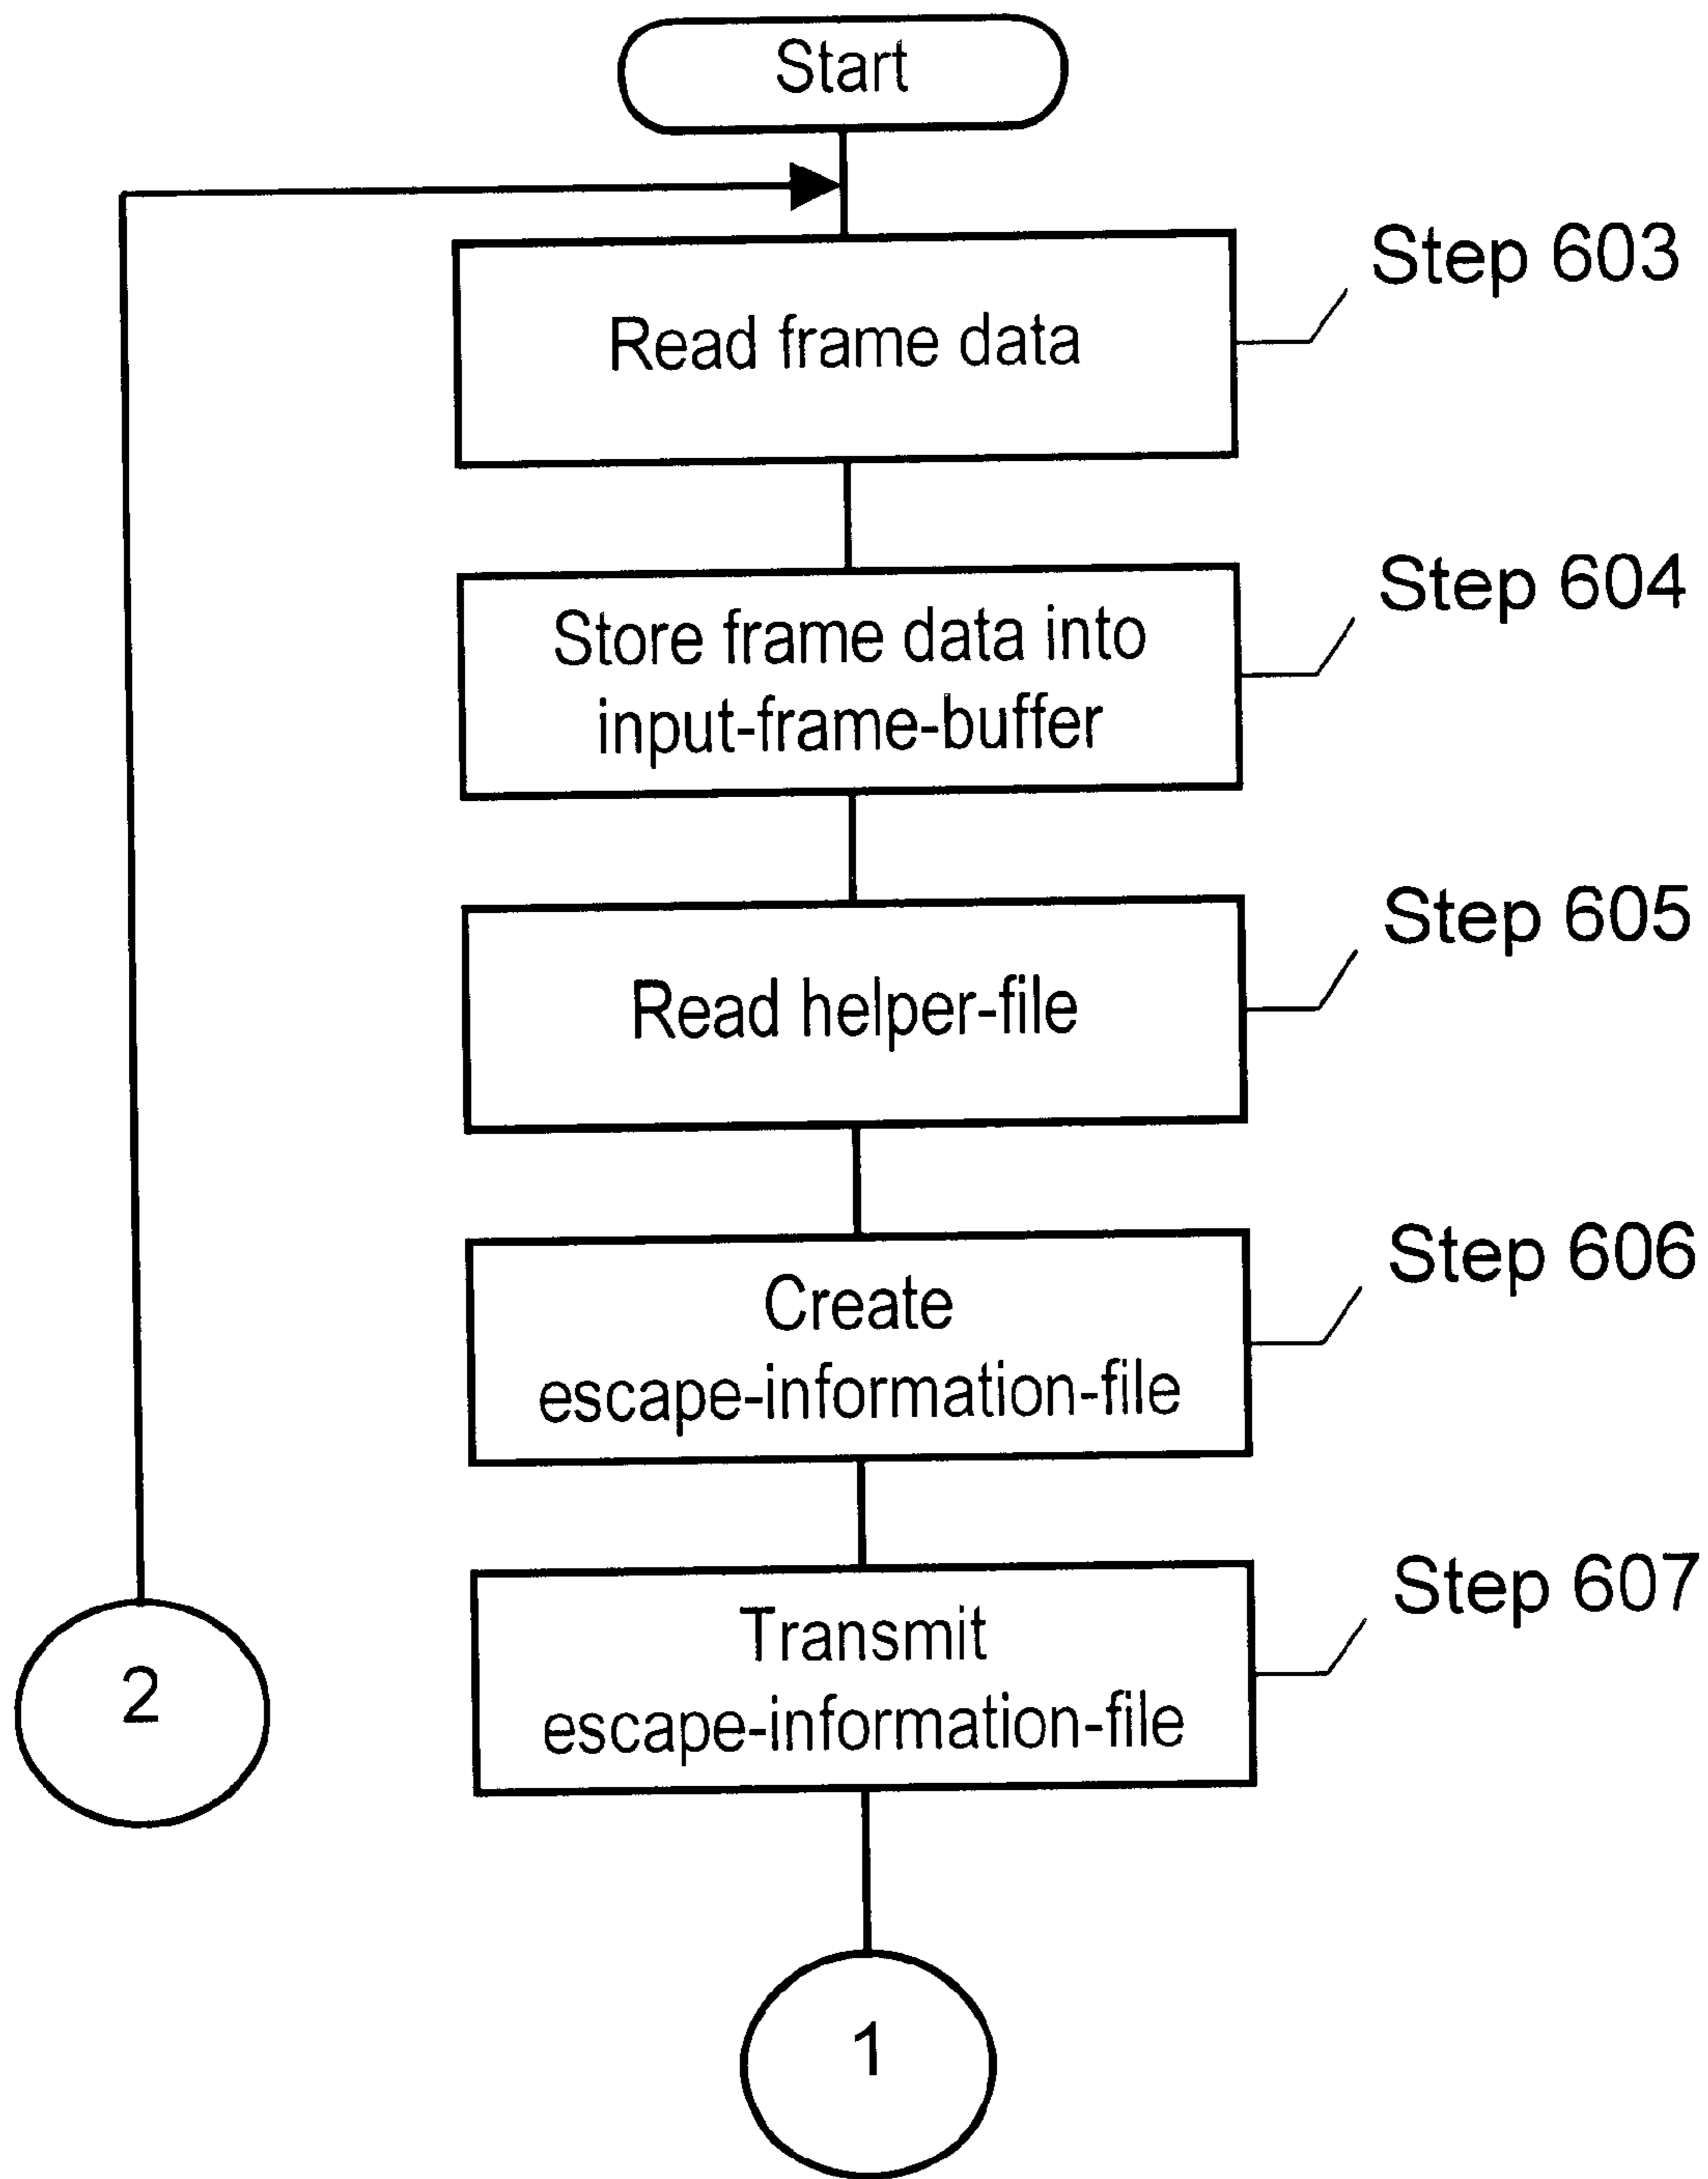 Start
Step 603
Read frame data
Step 604
Store frame data into
input-frame-buffer
Step 605
Read helper-file
Step 606
Create
escape-information-file
Step 607
Transmit
escape-information-file
2
1